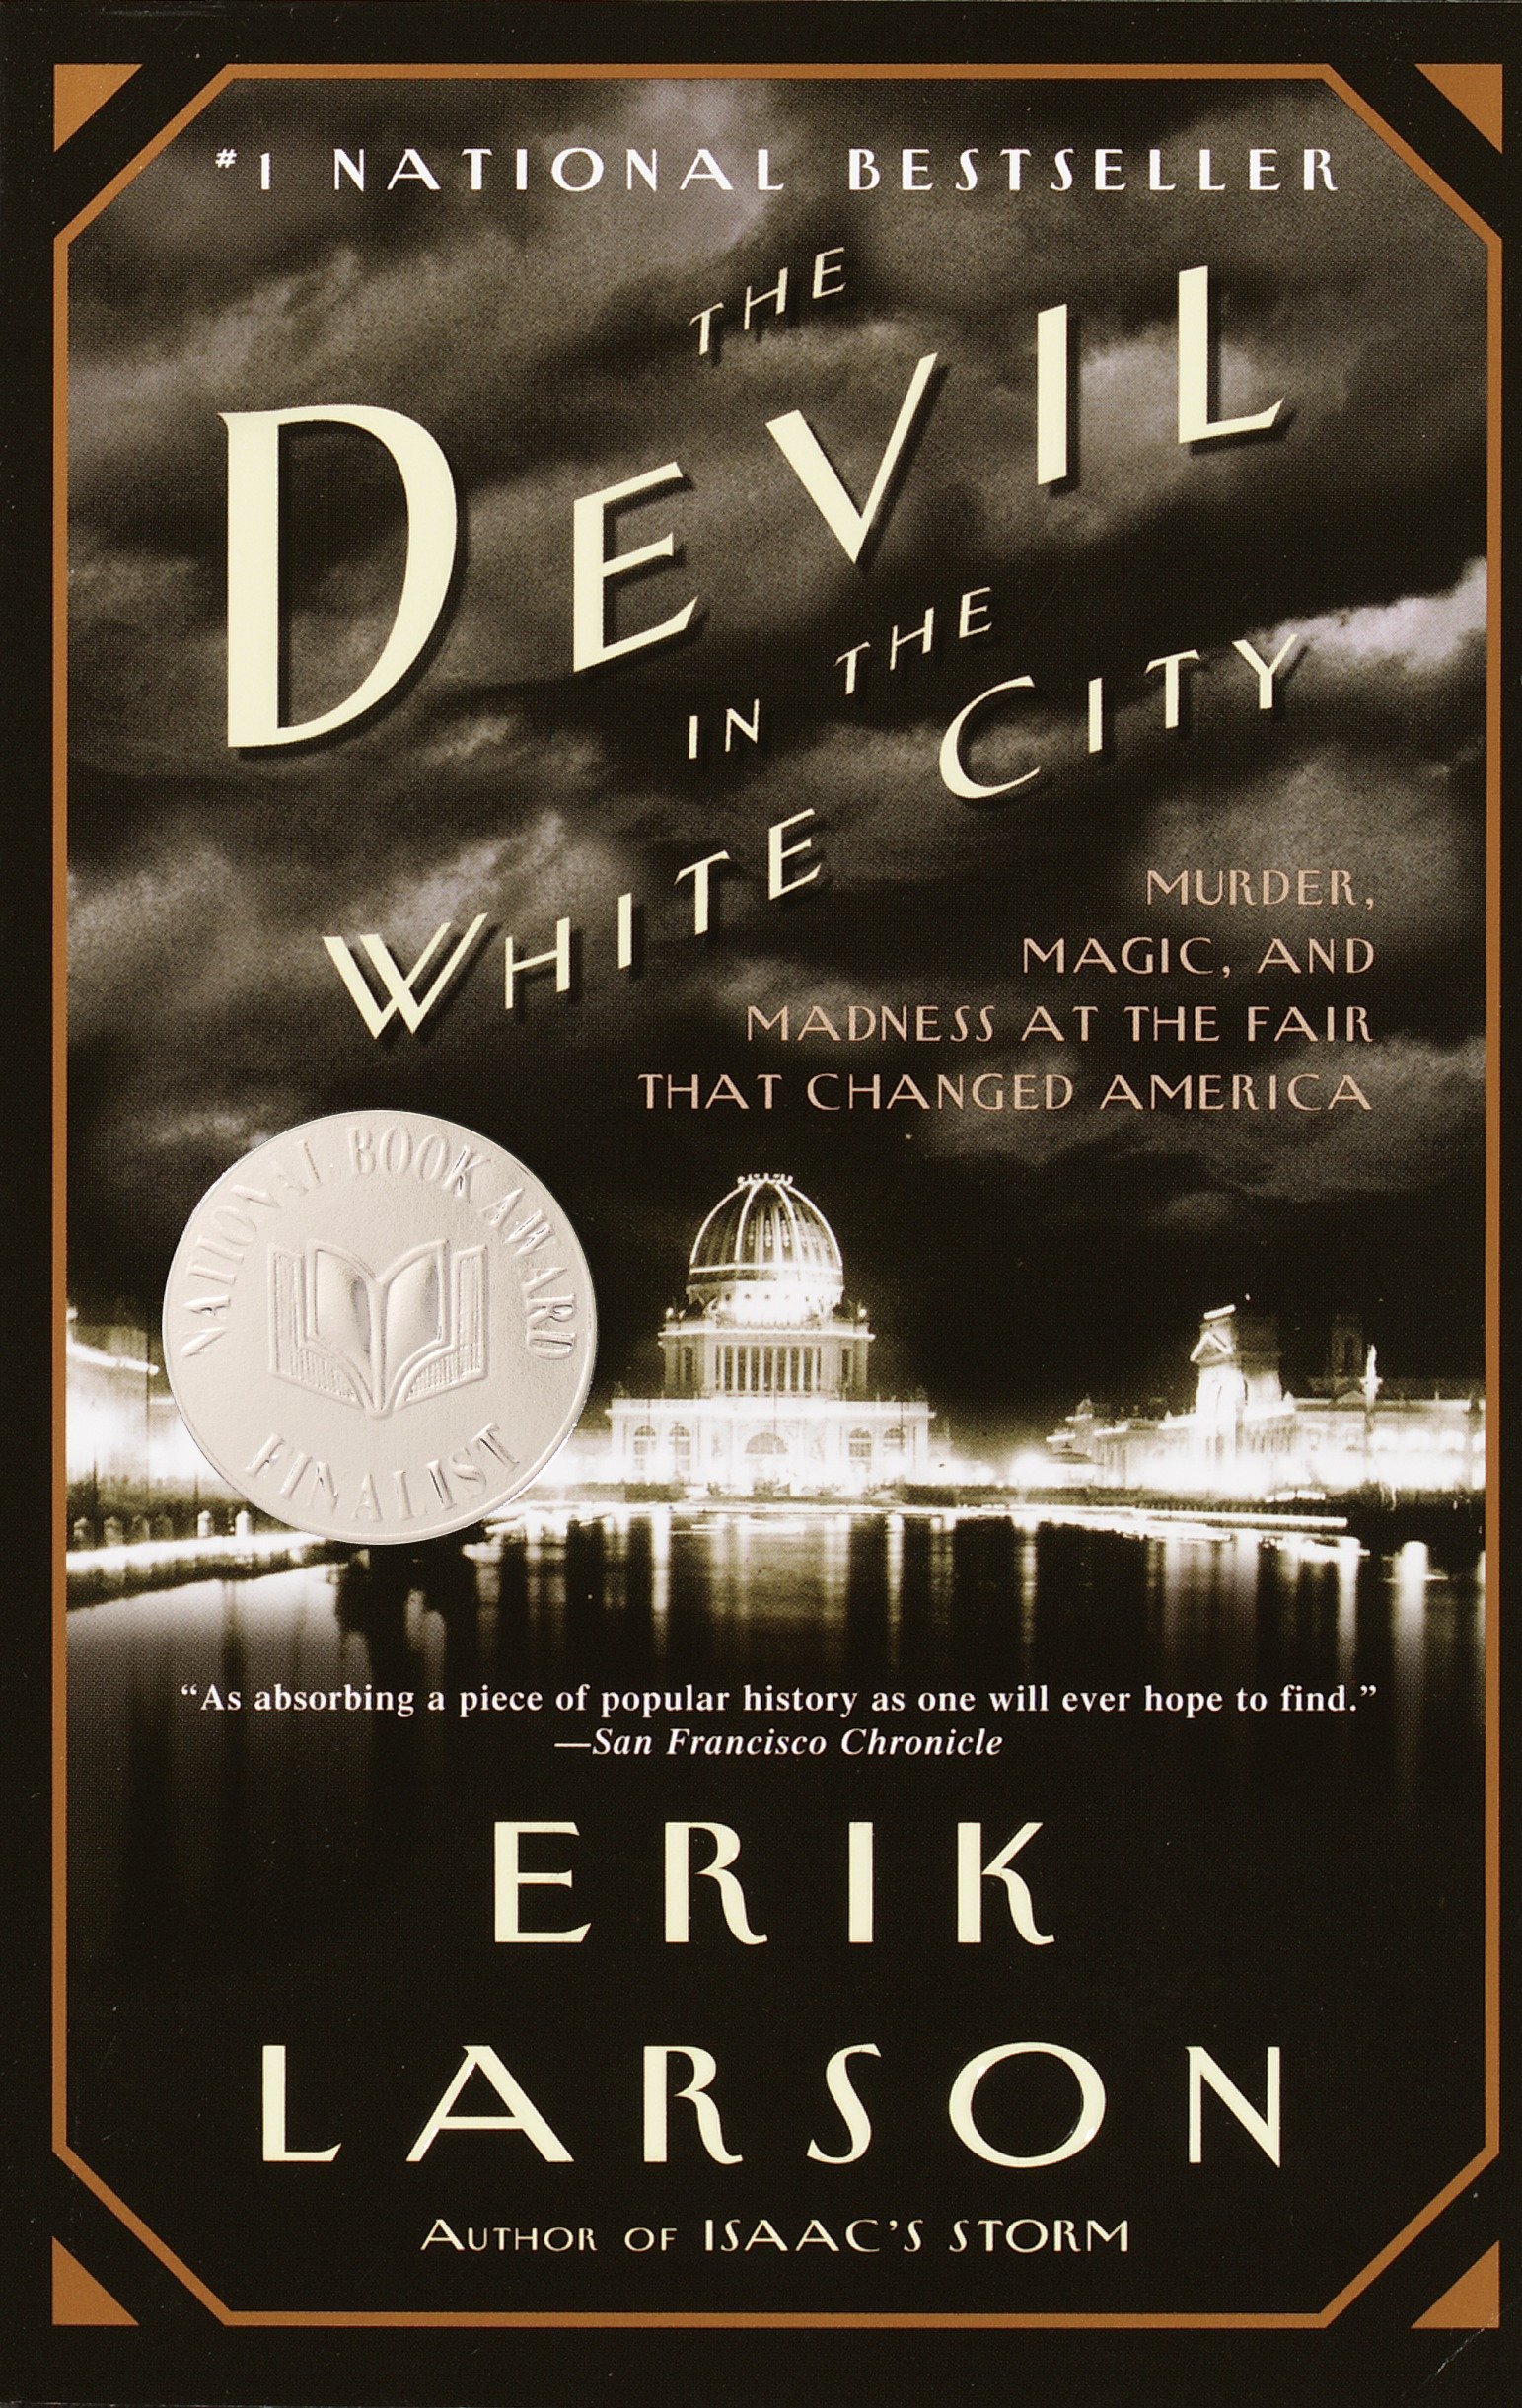 #1 NATIONAL BESTSELLER
THE
DEVIL
IN THE
WHITE CITY
MURDER,
MAGIC, AND
MADNESS AT THE FAIR
THAT CHANGED AMERICA
NATIONAL BOOK AWARD
FINALIST
“As absorbing a piece of popular history as one will ever hope to find.”
—San Francisco Chronicle
ERIK
LARSON
AUTHOR OF ISAAC’S STORM